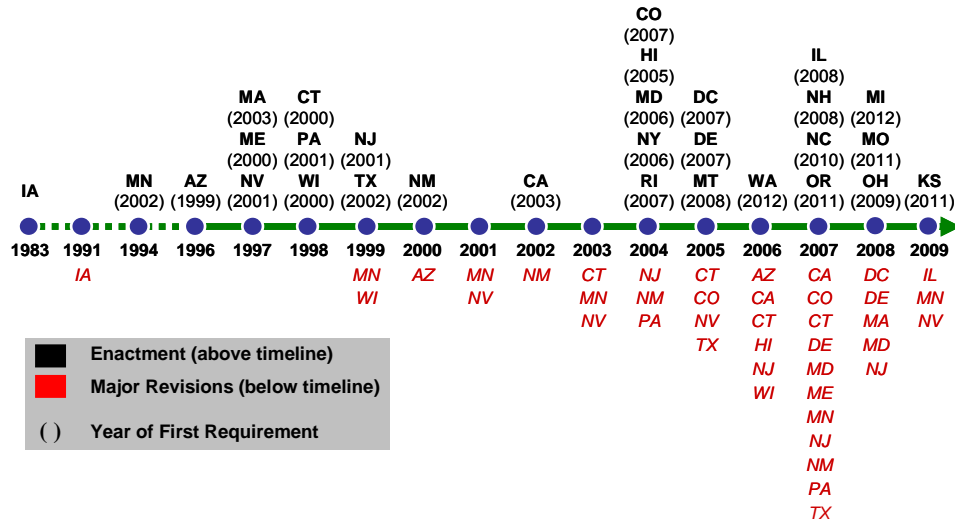 CO
(2007)
HI IL
(2005) (2008)
MA CT MD DC NH MI
(2003) (2000) (2006) (2007) (2008) (2012)
ME PA NJ NY DE NC MO
(2000) (2001) (2001) (2006) (2007) (2010) (2011)
IA MN AZ NV WI TX NM CA RI MT WA OR OH KS
(2002) (1999) (2001) (2000) (2002) (2002) (2003) (2007) (2008) (2012) (2011) (2009) (2011)
1983 1991 1994 1996 1997 1998 1999 2000 2001 2002 2003 2004 2005 2006 2007 2008 2009
IA MN AZ MN NM CT NJ CT AZ CA DC IL
WI NV MN NM CO CA CO DE MN
NV PA NV CT CT MA NV
TX HI DE MD
NJ MD NJ
WI ME
MN
NJ
NM
PA
TX
Enactment (above timeline)
Major Revisions (below timeline)
( ) Year of First Requirement